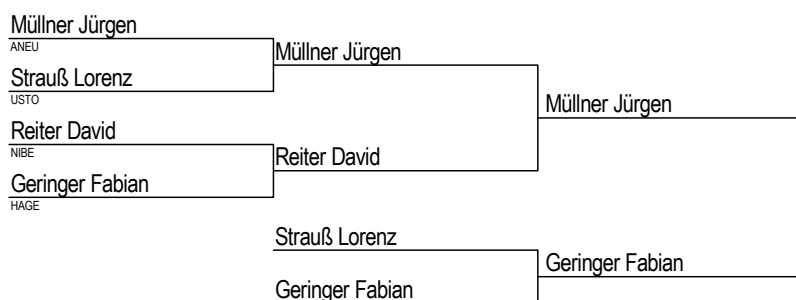 Müllner Jürgen
ANEU
Strauß Lorenz
USTO
Reiter David
NIBE
Geringer Fabian
HAGE
Müllner Jürgen
Reiter David
Müllner Jürgen
Strauß Lorenz
Geringer Fabian
Geringer Fabian